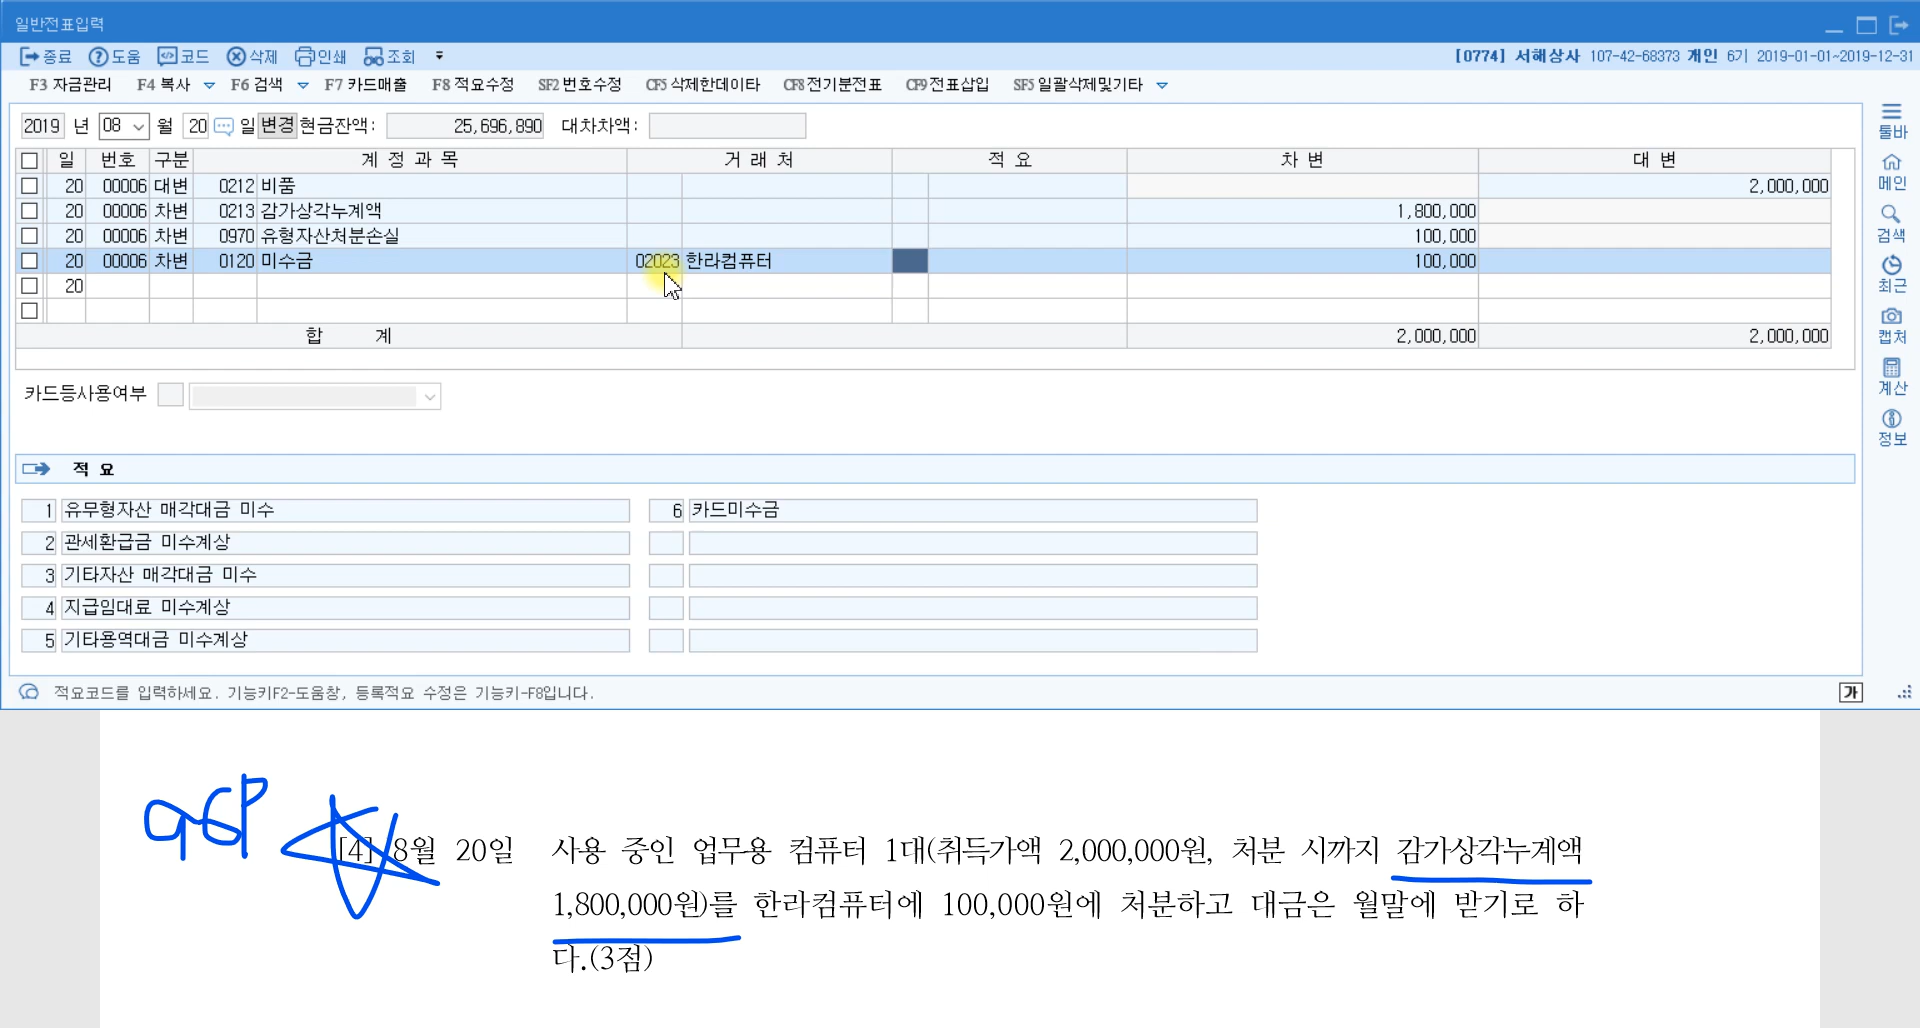 일반전표입력
종료 도움 코드 삭제 인쇄 조회 [0774] 서해상사 107-42-68373 개인 6기 2019-01-01~2019-12-31
F3 자금관리 F4 복사 F6 검색 F7 카드매출 F8 적요수정 SF2 번호수정 CF5 삭제한데이타 CF8 전기분전표 CF9 전표삽입 SF5 일괄삭제및기타
2019 년 08 월 20 일 변경 현금잔액: 25,696,890 대차차액:
일 번호 구분 계 정 과 목 거 래 처 적 요 차 변 대 변
20 00006 대변 0212 비품 2,000,000
20 00006 차변 0213 감가상각누계액 1,800,000
20 00006 차변 0970 유형자산처분손실 100,000
20 00006 차변 0120 미수금 02023 한라컴퓨터 100,000
20
합 계 2,000,000 2,000,000
카드등사용여부
적 요
1 유무형자산 매각대금 미수 6 카드미수금
2 관세환급금 미수계상
3 기타자산 매각대금 미수
4 지급임대료 미수계상
5 기타용역대금 미수계상
적요코드를 입력하세요. 기능키F2-도움창, 등록적요 수정은 기능키-F8입니다.
가
툴바
메인
검색
최근
캡처
계산
정보
[4] 8월 20일 사용 중인 업무용 컴퓨터 1대(취득가액 2,000,000원, 처분 시까지 감가상각누계액
1,800,000원)를 한라컴퓨터에 100,000원에 처분하고 대금은 월말에 받기로 하
다.(3점)